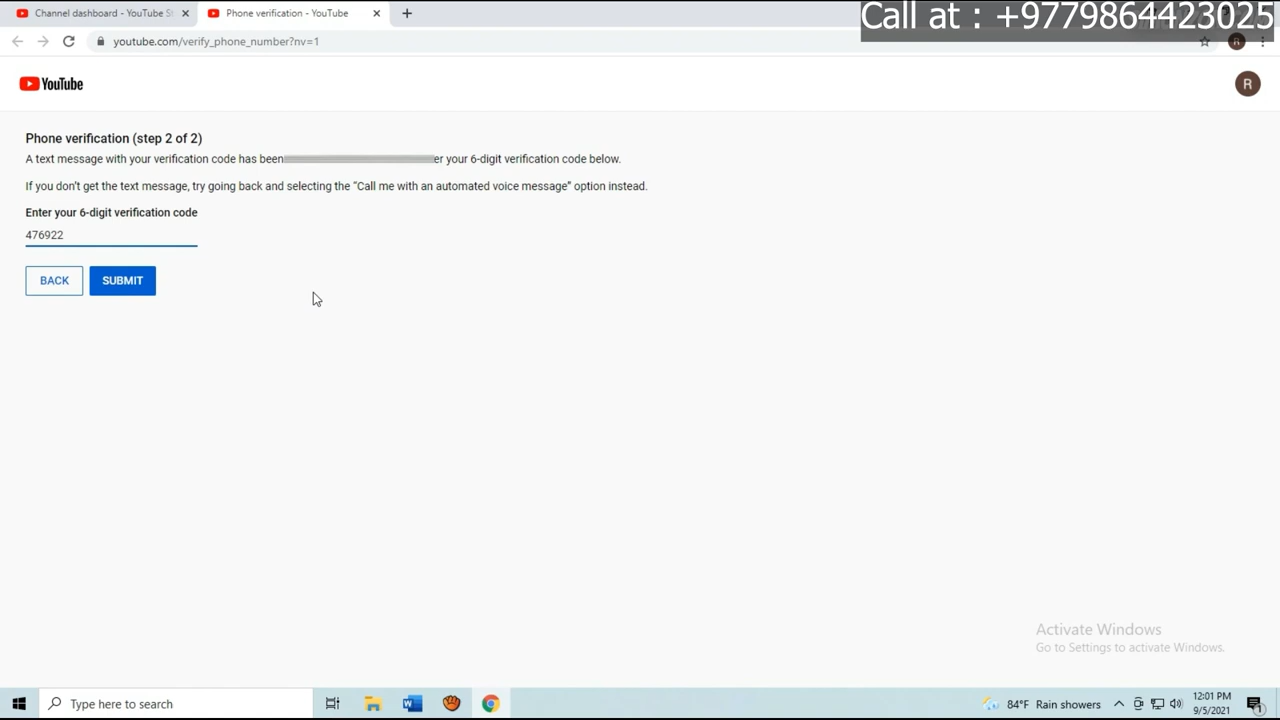 Channel dashboard - YouTube St
Phone verification - YouTube
Call at : +9779864423025
youtube.com/verify_phone_number?nv=1
R
YouTube
R
Phone verification (step 2 of 2)
A text message with your verification code has been er your 6-digit verification code below.
If you don't get the text message, try going back and selecting the "Call me with an automated voice message" option instead.
Enter your 6-digit verification code
476922
BACK SUBMIT
Activate Windows
Go to Settings to activate Windows.
Type here to search
84°F Rain showers
12:01 PM
9/5/2021
1